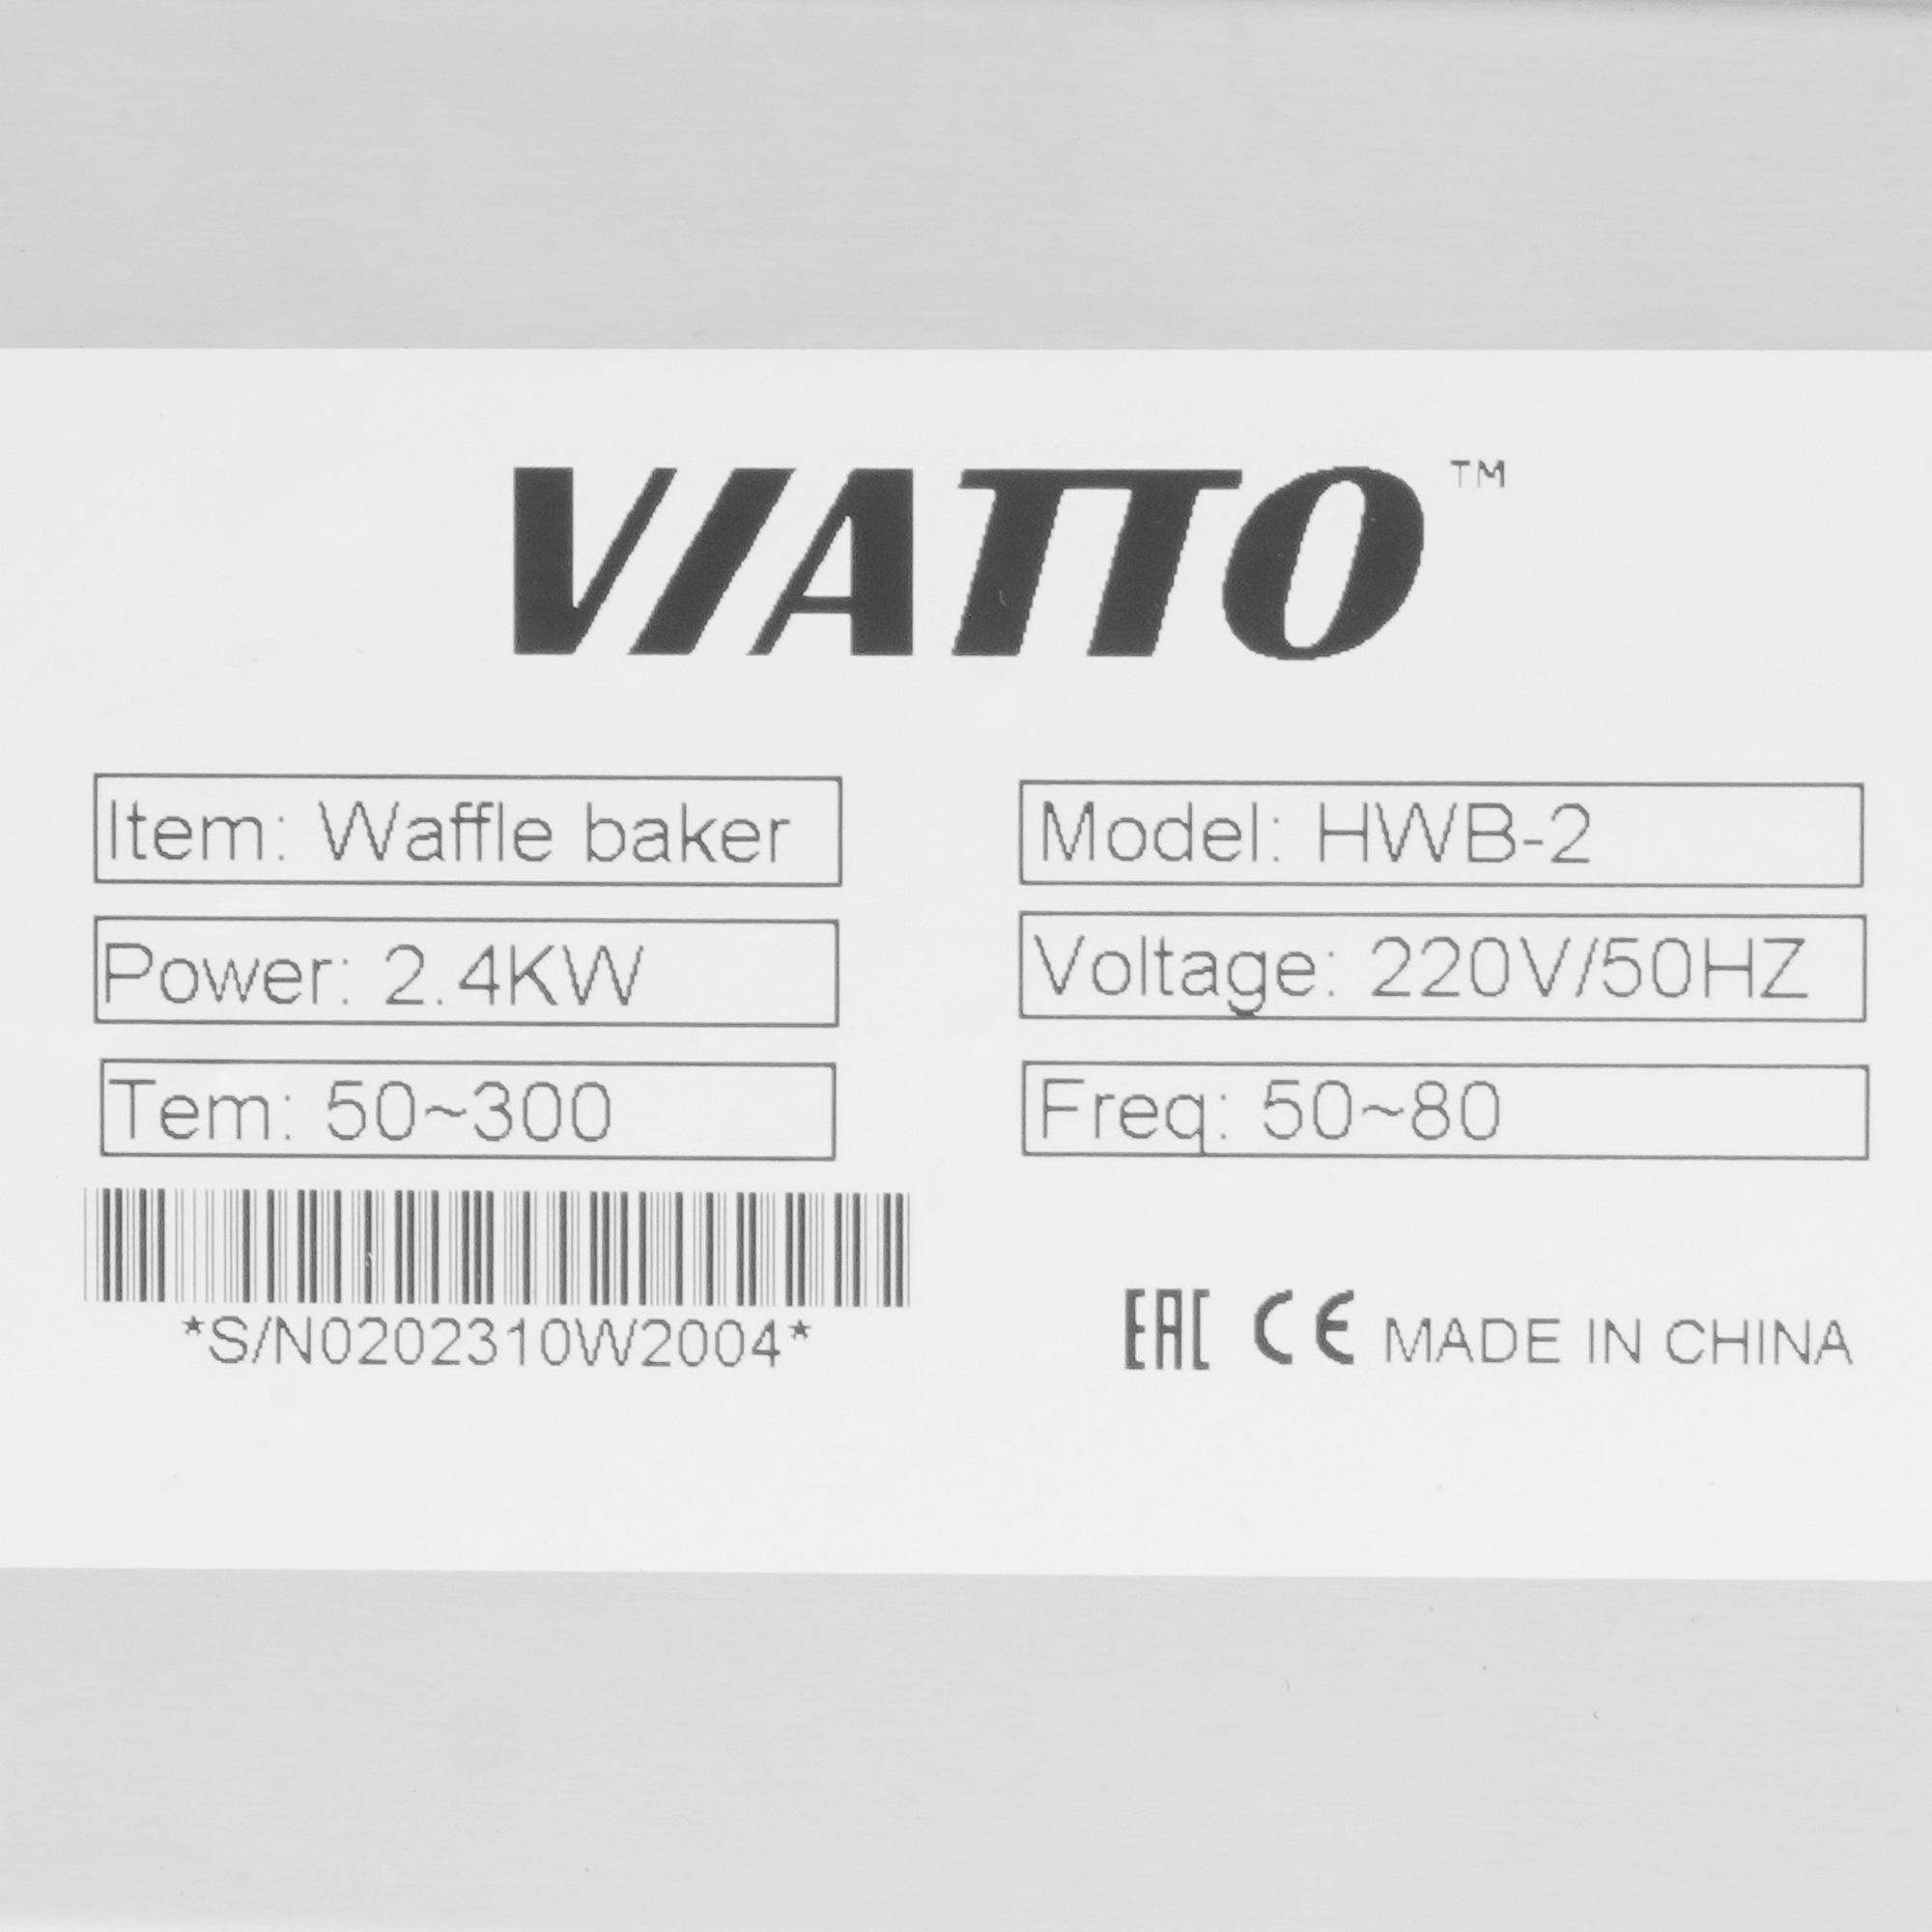 VIATTO™
Item: Waffle baker
Model: HWB-2
Power: 2.4KW
Voltage: 220V/50HZ
Tem: 50~300
Freq: 50~80
*S/N0202310W2004*
EAC CE MADE IN CHINA